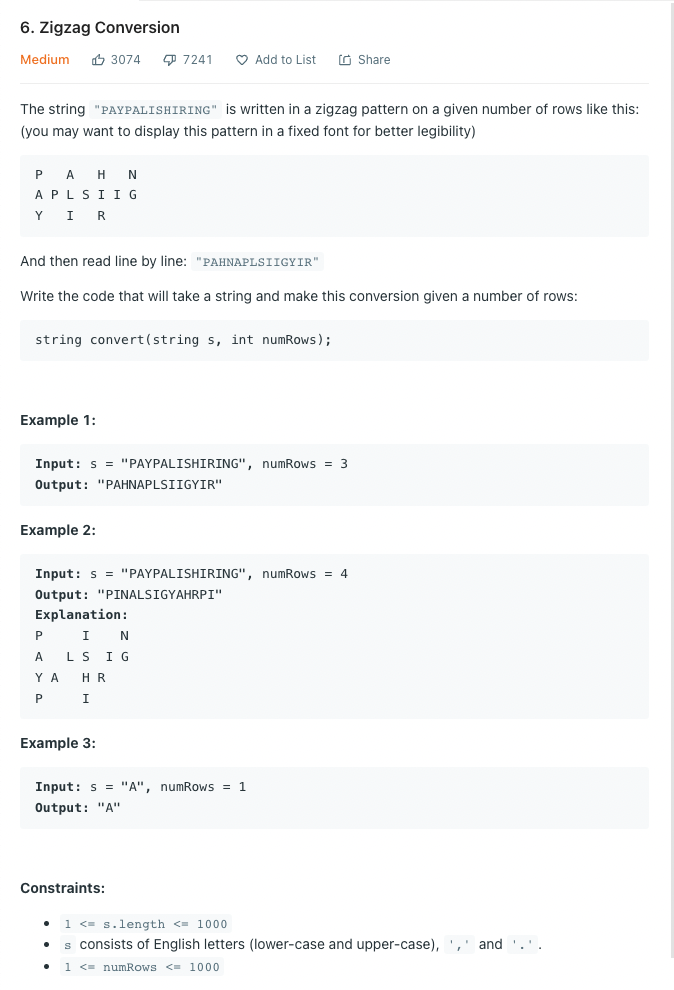 6. Zigzag Conversion
Medium 3074 7241 Add to List Share
The string "PAYPALISHIRING" is written in a zigzag pattern on a given number of rows like this:
(you may want to display this pattern in a fixed font for better legibility)
P   A   H   N
A P L S I I G
Y   I   R
And then read line by line: "PAHNAPLSIIGYIR"
Write the code that will take a string and make this conversion given a number of rows:
string convert(string s, int numRows);
Example 1:
Input: s = "PAYPALISHIRING", numRows = 3
Output: "PAHNAPLSIIGYIR"
Example 2:
Input: s = "PAYPALISHIRING", numRows = 4
Output: "PINALSIGYAHRPI"
Explanation:
P     I    N
A   L S  I G
Y A   H R
P     I
Example 3:
Input: s = "A", numRows = 1
Output: "A"
Constraints:
• 1 <= s.length <= 1000
• s consists of English letters (lower-case and upper-case), ',' and '.'.
• 1 <= numRows <= 1000